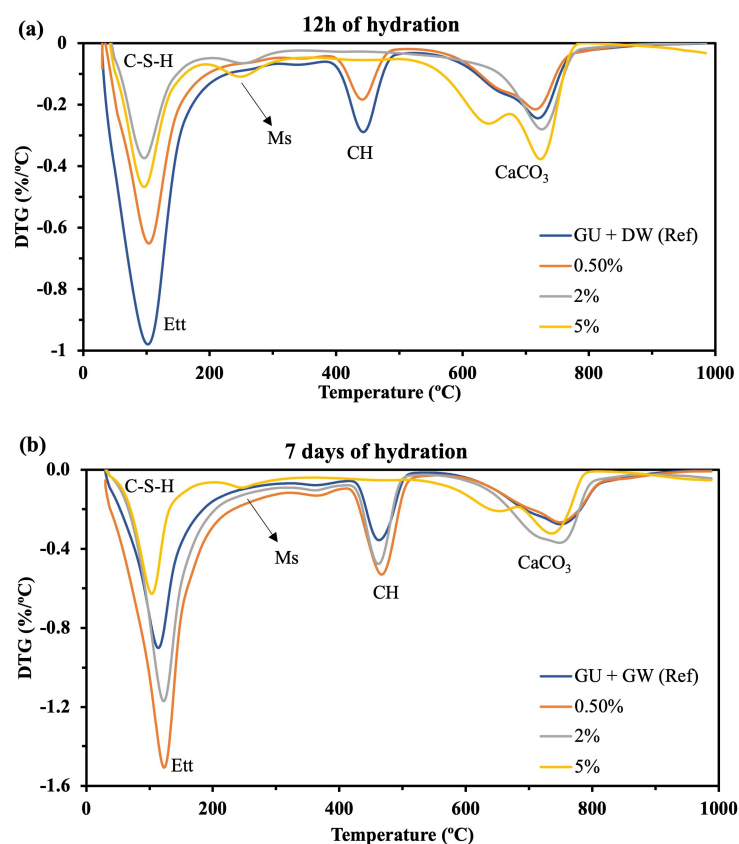 (a)
12h of hydration
0
-0.2
-0.4
-0.6
-0.8
-1
DTG (%/ºC)
C-S-H
Ms
CH
CaCO₃
Ett
GU + DW (Ref)
0.50%
2%
5%
0 200 400 600 800 1000
Temperature (ºC)
(b)
7 days of hydration
0.0
-0.4
-0.8
-1.2
-1.6
DTG (%/ºC)
C-S-H
Ms
CH
CaCO₃
Ett
GU + GW (Ref)
0.50%
2%
5%
0 200 400 600 800 1000
Temperature (ºC)